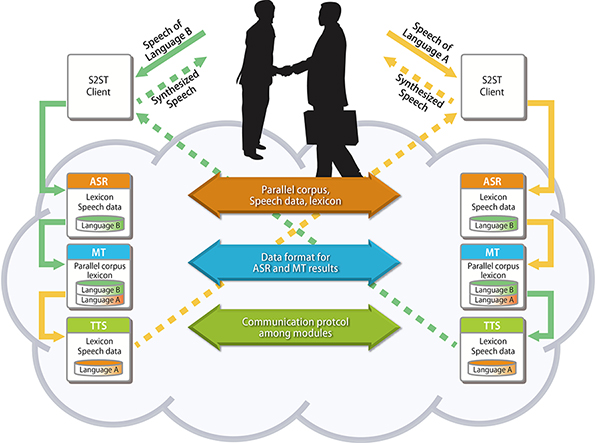 Speech of
Language B
Synthesized
Speech
S2ST
Client
Speech of
Language A
Synthesized
Speech
S2ST
Client
ASR
Lexicon
Speech data
Language B
MT
Parallel corpus
lexicon
Language B
Language A
TTS
Lexicon
Speech data
Language A
Parallel corpus,
Speech data, lexicon
Data format for
ASR and MT results
Communication protcol
among modules
ASR
Lexicon
Speech data
Language B
MT
Parallel corpus
lexicon
Language B
Language A
TTS
Lexicon
Speech data
Language A